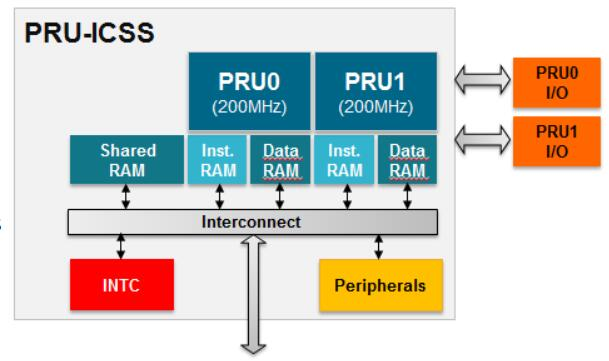 PRU-ICSS
PRU0
(200MHz)
PRU1
(200MHz)
PRU0
I/O
PRU1
I/O
Shared
RAM
Inst.
RAM
Data
RAM
Inst.
RAM
Data
RAM
Interconnect
INTC
Peripherals
s